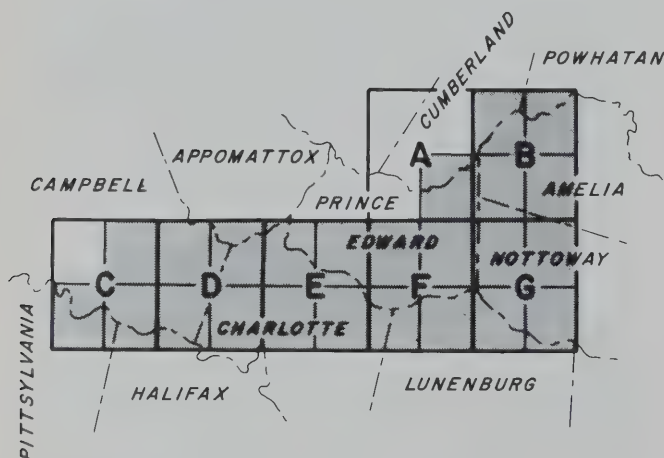 CUMBERLAND
POWHATAN
APPOMATTOX
A
B
CAMPBELL
PRINCE
AMELIA
EDWARD
NOTTOWAY
C
D
E
F
G
CHARLOTTE
PITTSYLVANIA
HALIFAX
LUNENBURG